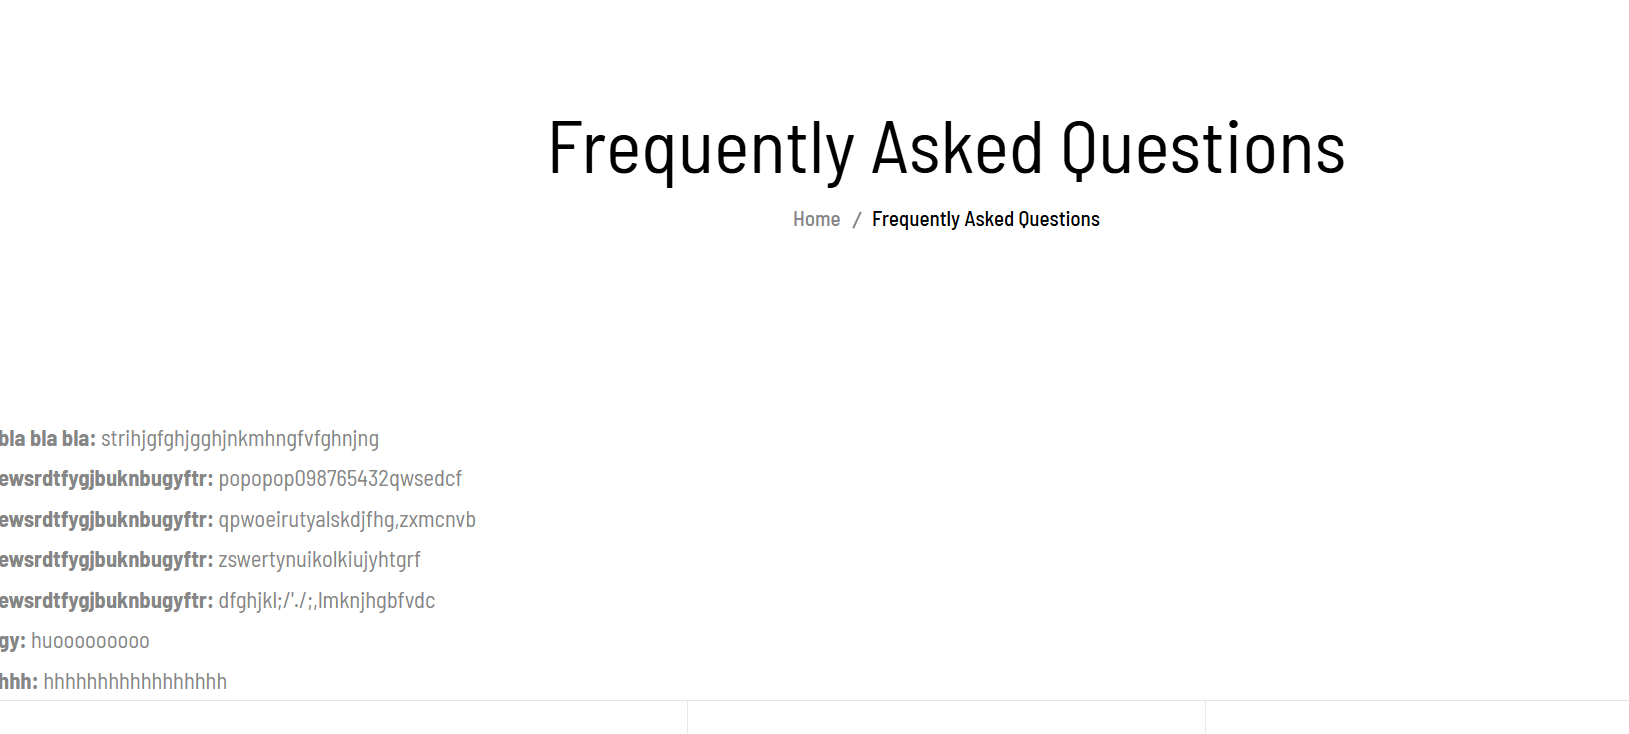 Frequently Asked Questions
Home / Frequently Asked Questions
bla bla bla: strihjgfghjgghjnkmhngfvfghnjng
ewsrdtfygjbuknbugyftr: popopop098765432qwsedcf
ewsrdtfygjbuknbugyftr: qpwoeirutyalskdjfhg,zxmcnvb
ewsrdtfygjbuknbugyftr: zswertynuikolkiujyhtgrf
ewsrdtfygjbuknbugyftr: dfghjkl;/'./;,lmknjhgbfvdc
gy: huooooooooo
hhh: hhhhhhhhhhhhhhhhh